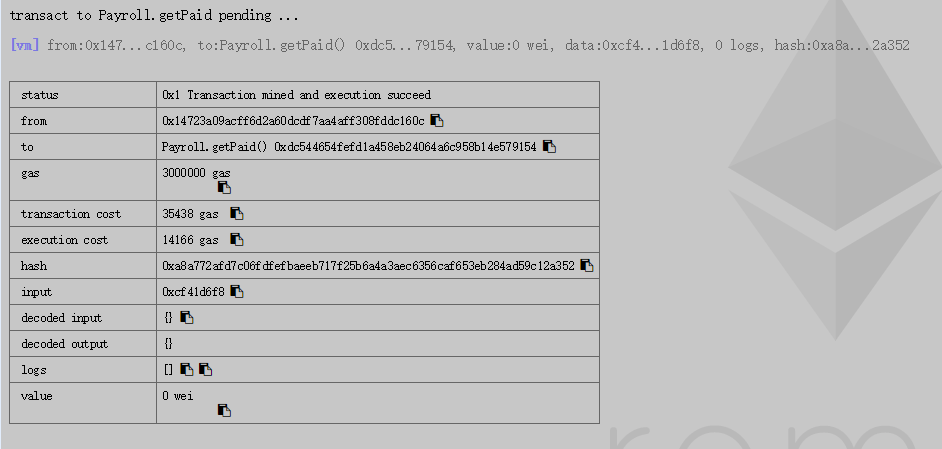 transact to Payroll.getPaid pending ...
[vm] from:0x147...c160c, to:Payroll.getPaid() 0xdc5...79154, value:0 wei, data:0xcf4...1d6f8, 0 logs, hash:0xa8a...2a352
status 0x1 Transaction mined and execution succeed
from 0x14723a09acff6d2a60dcdf7aa4aff308fddc160c
to Payroll.getPaid() 0xdc544654fefd1a458eb24064a6c958b14e579154
gas 3000000 gas
transaction cost 35438 gas
execution cost 14166 gas
hash 0xa8a772afd7c06fdfefbaeeb717f25b6a4a3aec6356caf653eb284ad59c12a352
input 0xcf41d6f8
decoded input {}
decoded output {}
logs []
value 0 wei